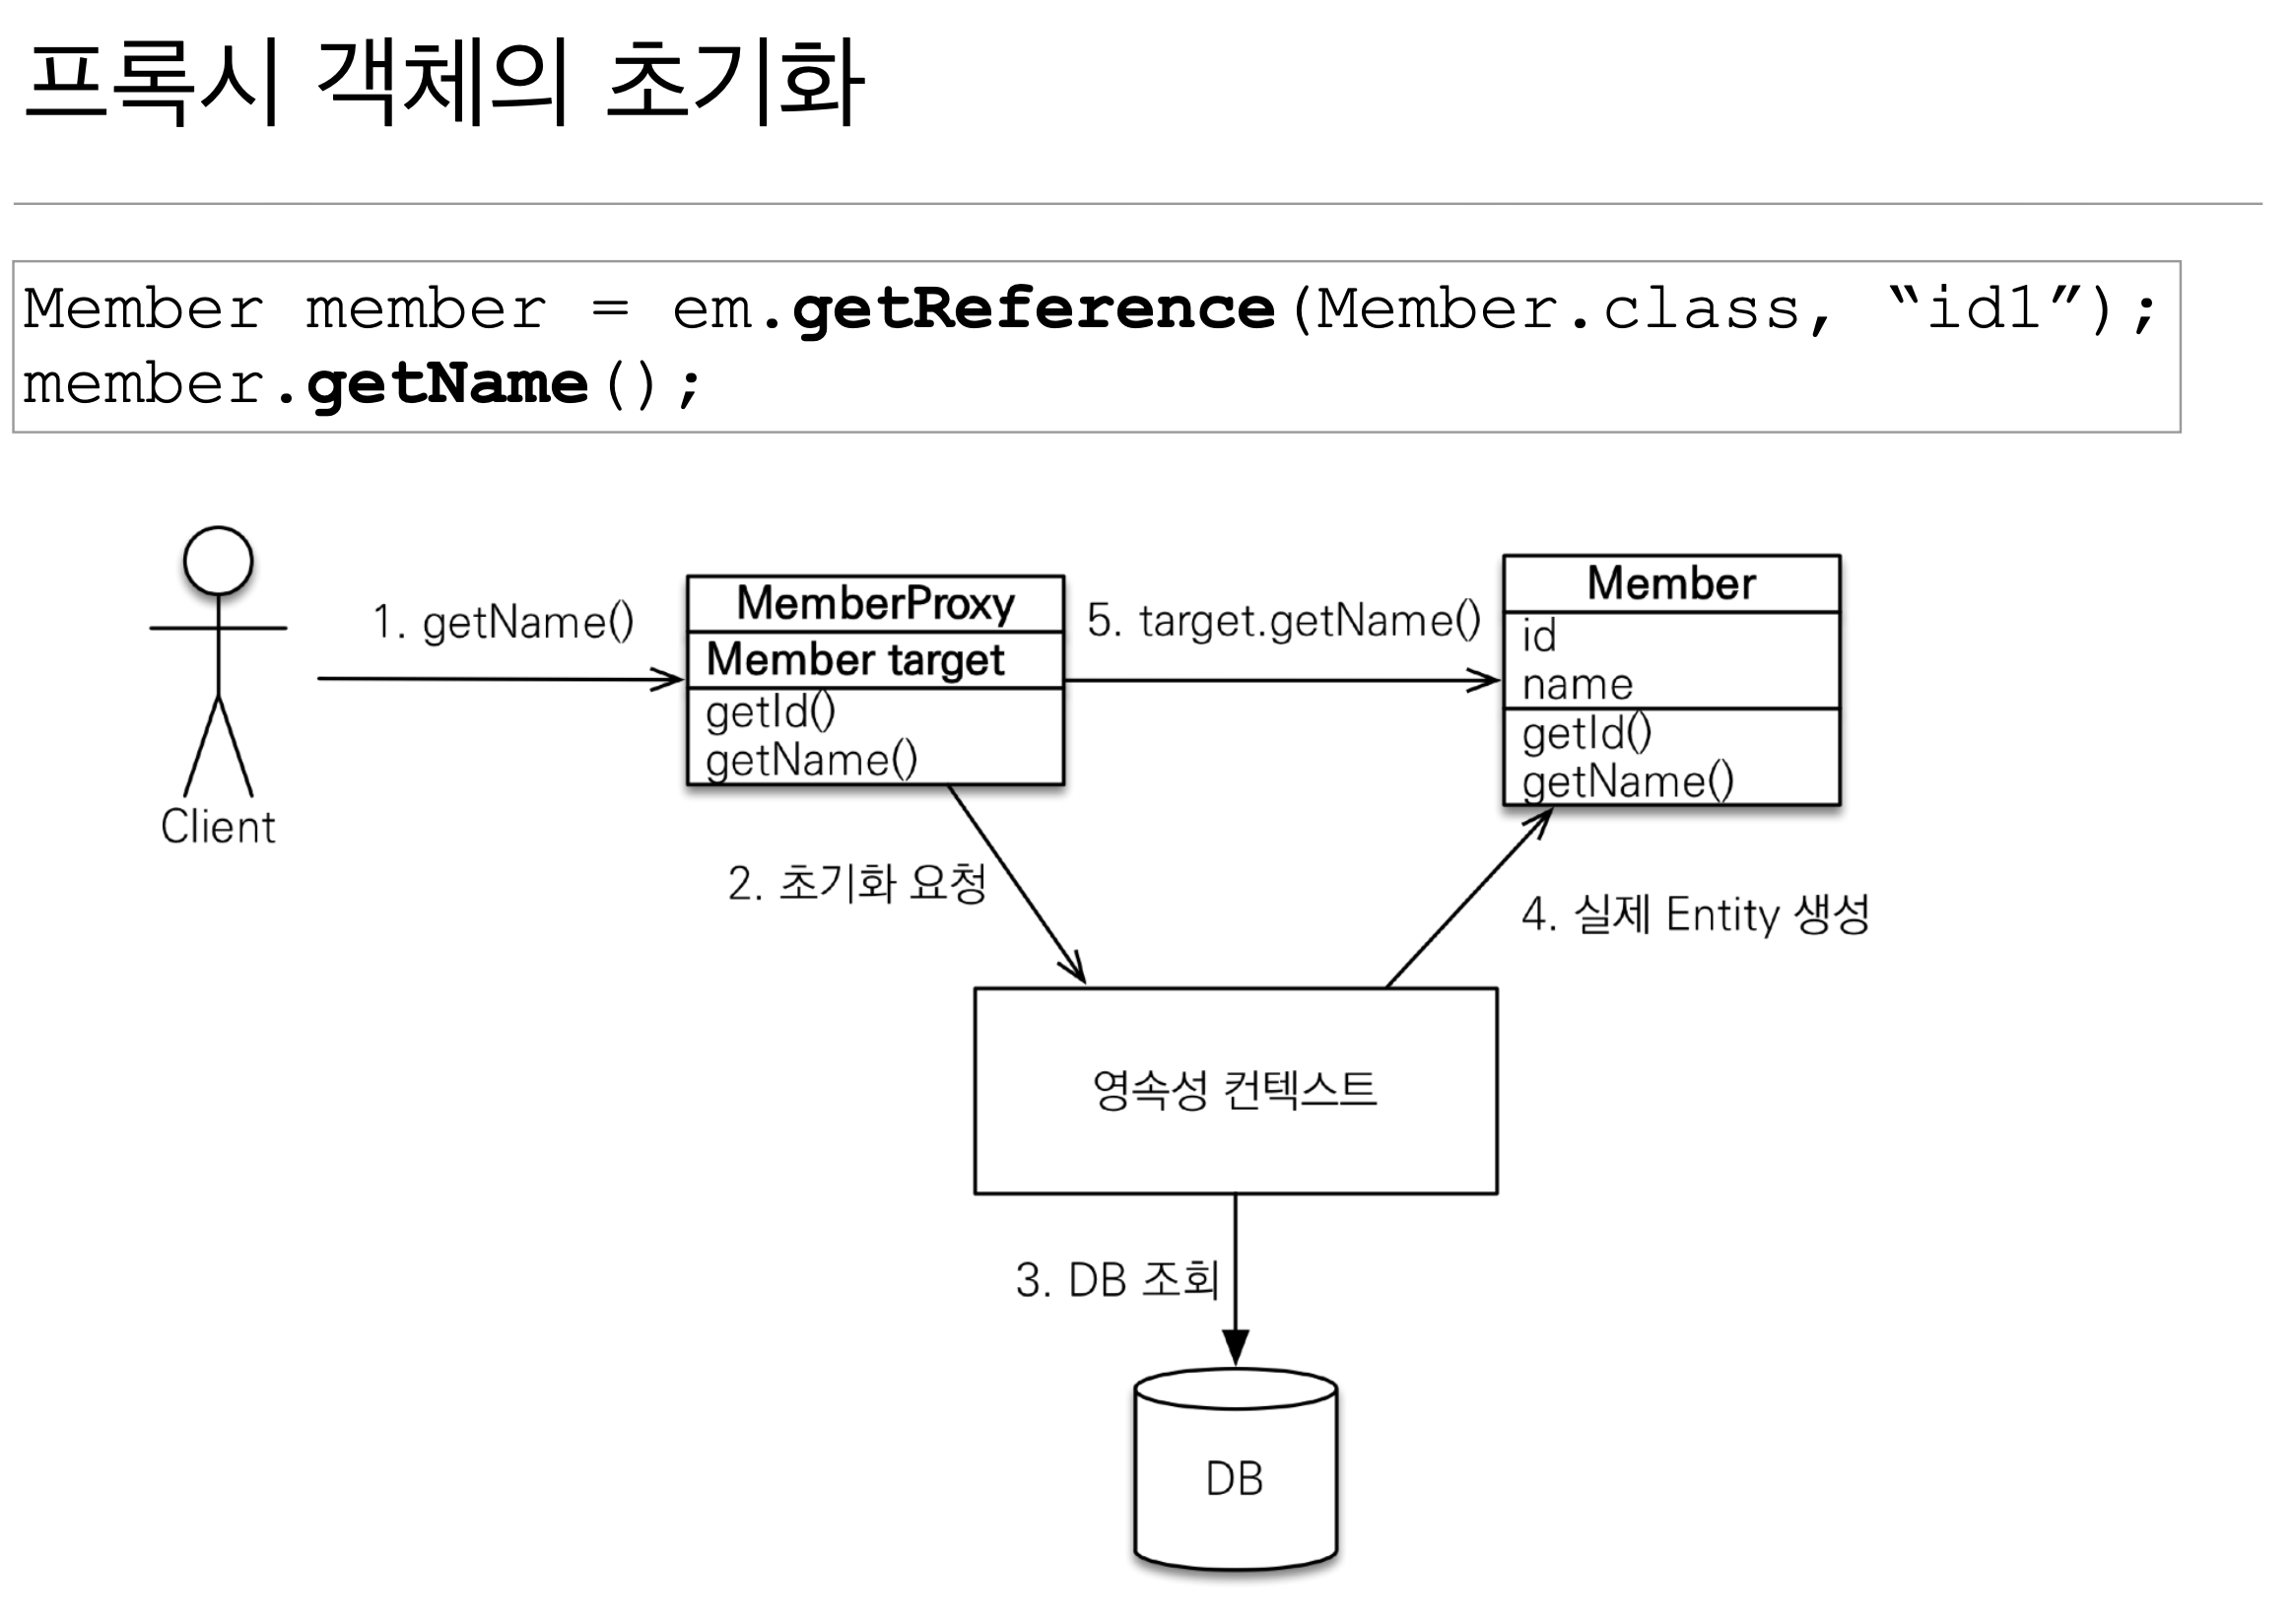 프록시 객체의 초기화
Member member = em.getReference(Member.class, “id1”);
member.getName();
1. getName()
MemberProxy
Member target
getId()
getName()
5. target.getName()
Member
id
name
getId()
getName()
Client
2. 초기화 요청
4. 실제 Entity 생성
영속성 컨텍스트
3. DB 조회
DB